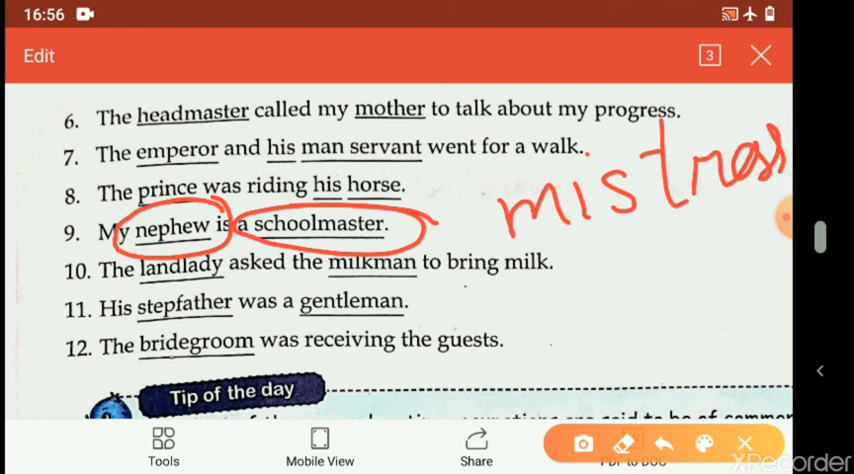 16:56
Edit
3
6. The headmaster called my mother to talk about my progress.
7. The emperor and his man servant went for a walk.
8. The prince was riding his horse.
mistress
9. My nephew is a schoolmaster.
10. The landlady asked the milkman to bring milk.
11. His stepfather was a gentleman.
12. The bridegroom was receiving the guests.
Tip of the day
Tools
Mobile View
Share
PDF to DOC
XRecorder